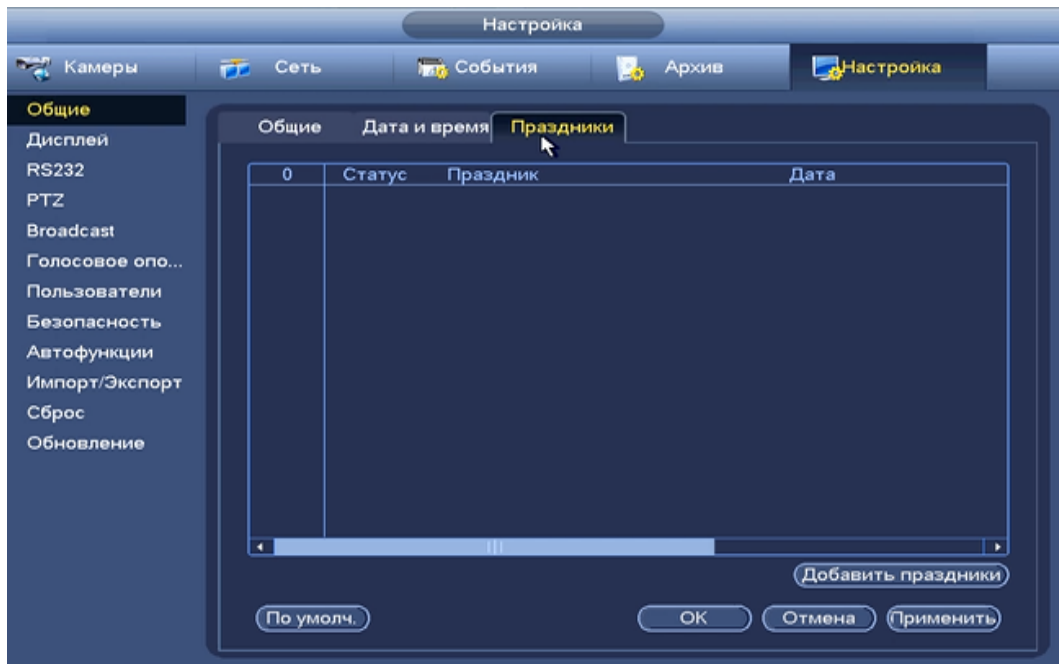 Настройка
Камеры Сеть События Архив Настройка
Общие
Дисплей
RS232
PTZ
Broadcast
Голосовое опо...
Пользователи
Безопасность
Автофункции
Импорт/Экспорт
Сброс
Обновление
Общие Дата и время Праздники
0 Статус Праздник Дата
Добавить праздники
По умолч. OK Отмена Применить